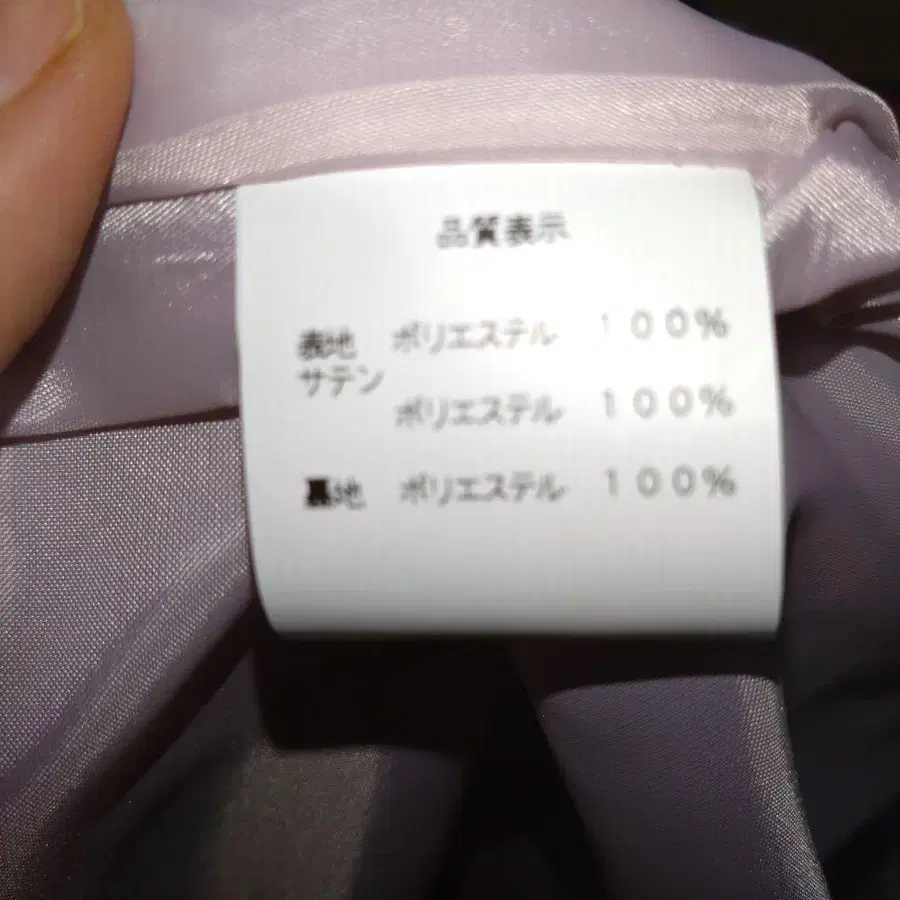 品質表示
表地 ポリエステル 100%
サテン
ポリエステル 100%
裏地 ポリエステル 100%